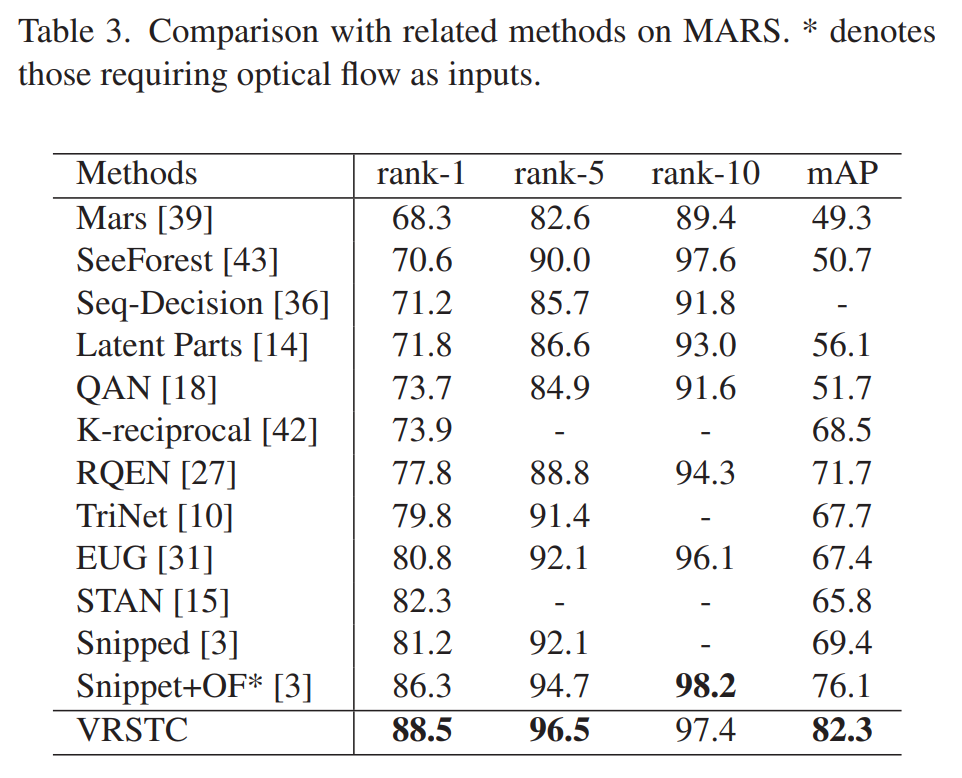 Table 3. Comparison with related methods on MARS. * denotes
those requiring optical flow as inputs.
Methods rank-1 rank-5 rank-10 mAP
Mars [39] 68.3 82.6 89.4 49.3
SeeForest [43] 70.6 90.0 97.6 50.7
Seq-Decision [36] 71.2 85.7 91.8 -
Latent Parts [14] 71.8 86.6 93.0 56.1
QAN [18] 73.7 84.9 91.6 51.7
K-reciprocal [42] 73.9 - - 68.5
RQEN [27] 77.8 88.8 94.3 71.7
TriNet [10] 79.8 91.4 - 67.7
EUG [31] 80.8 92.1 96.1 67.4
STAN [15] 82.3 - - 65.8
Snipped [3] 81.2 92.1 - 69.4
Snippet+OF* [3] 86.3 94.7 98.2 76.1
VRSTC 88.5 96.5 97.4 82.3